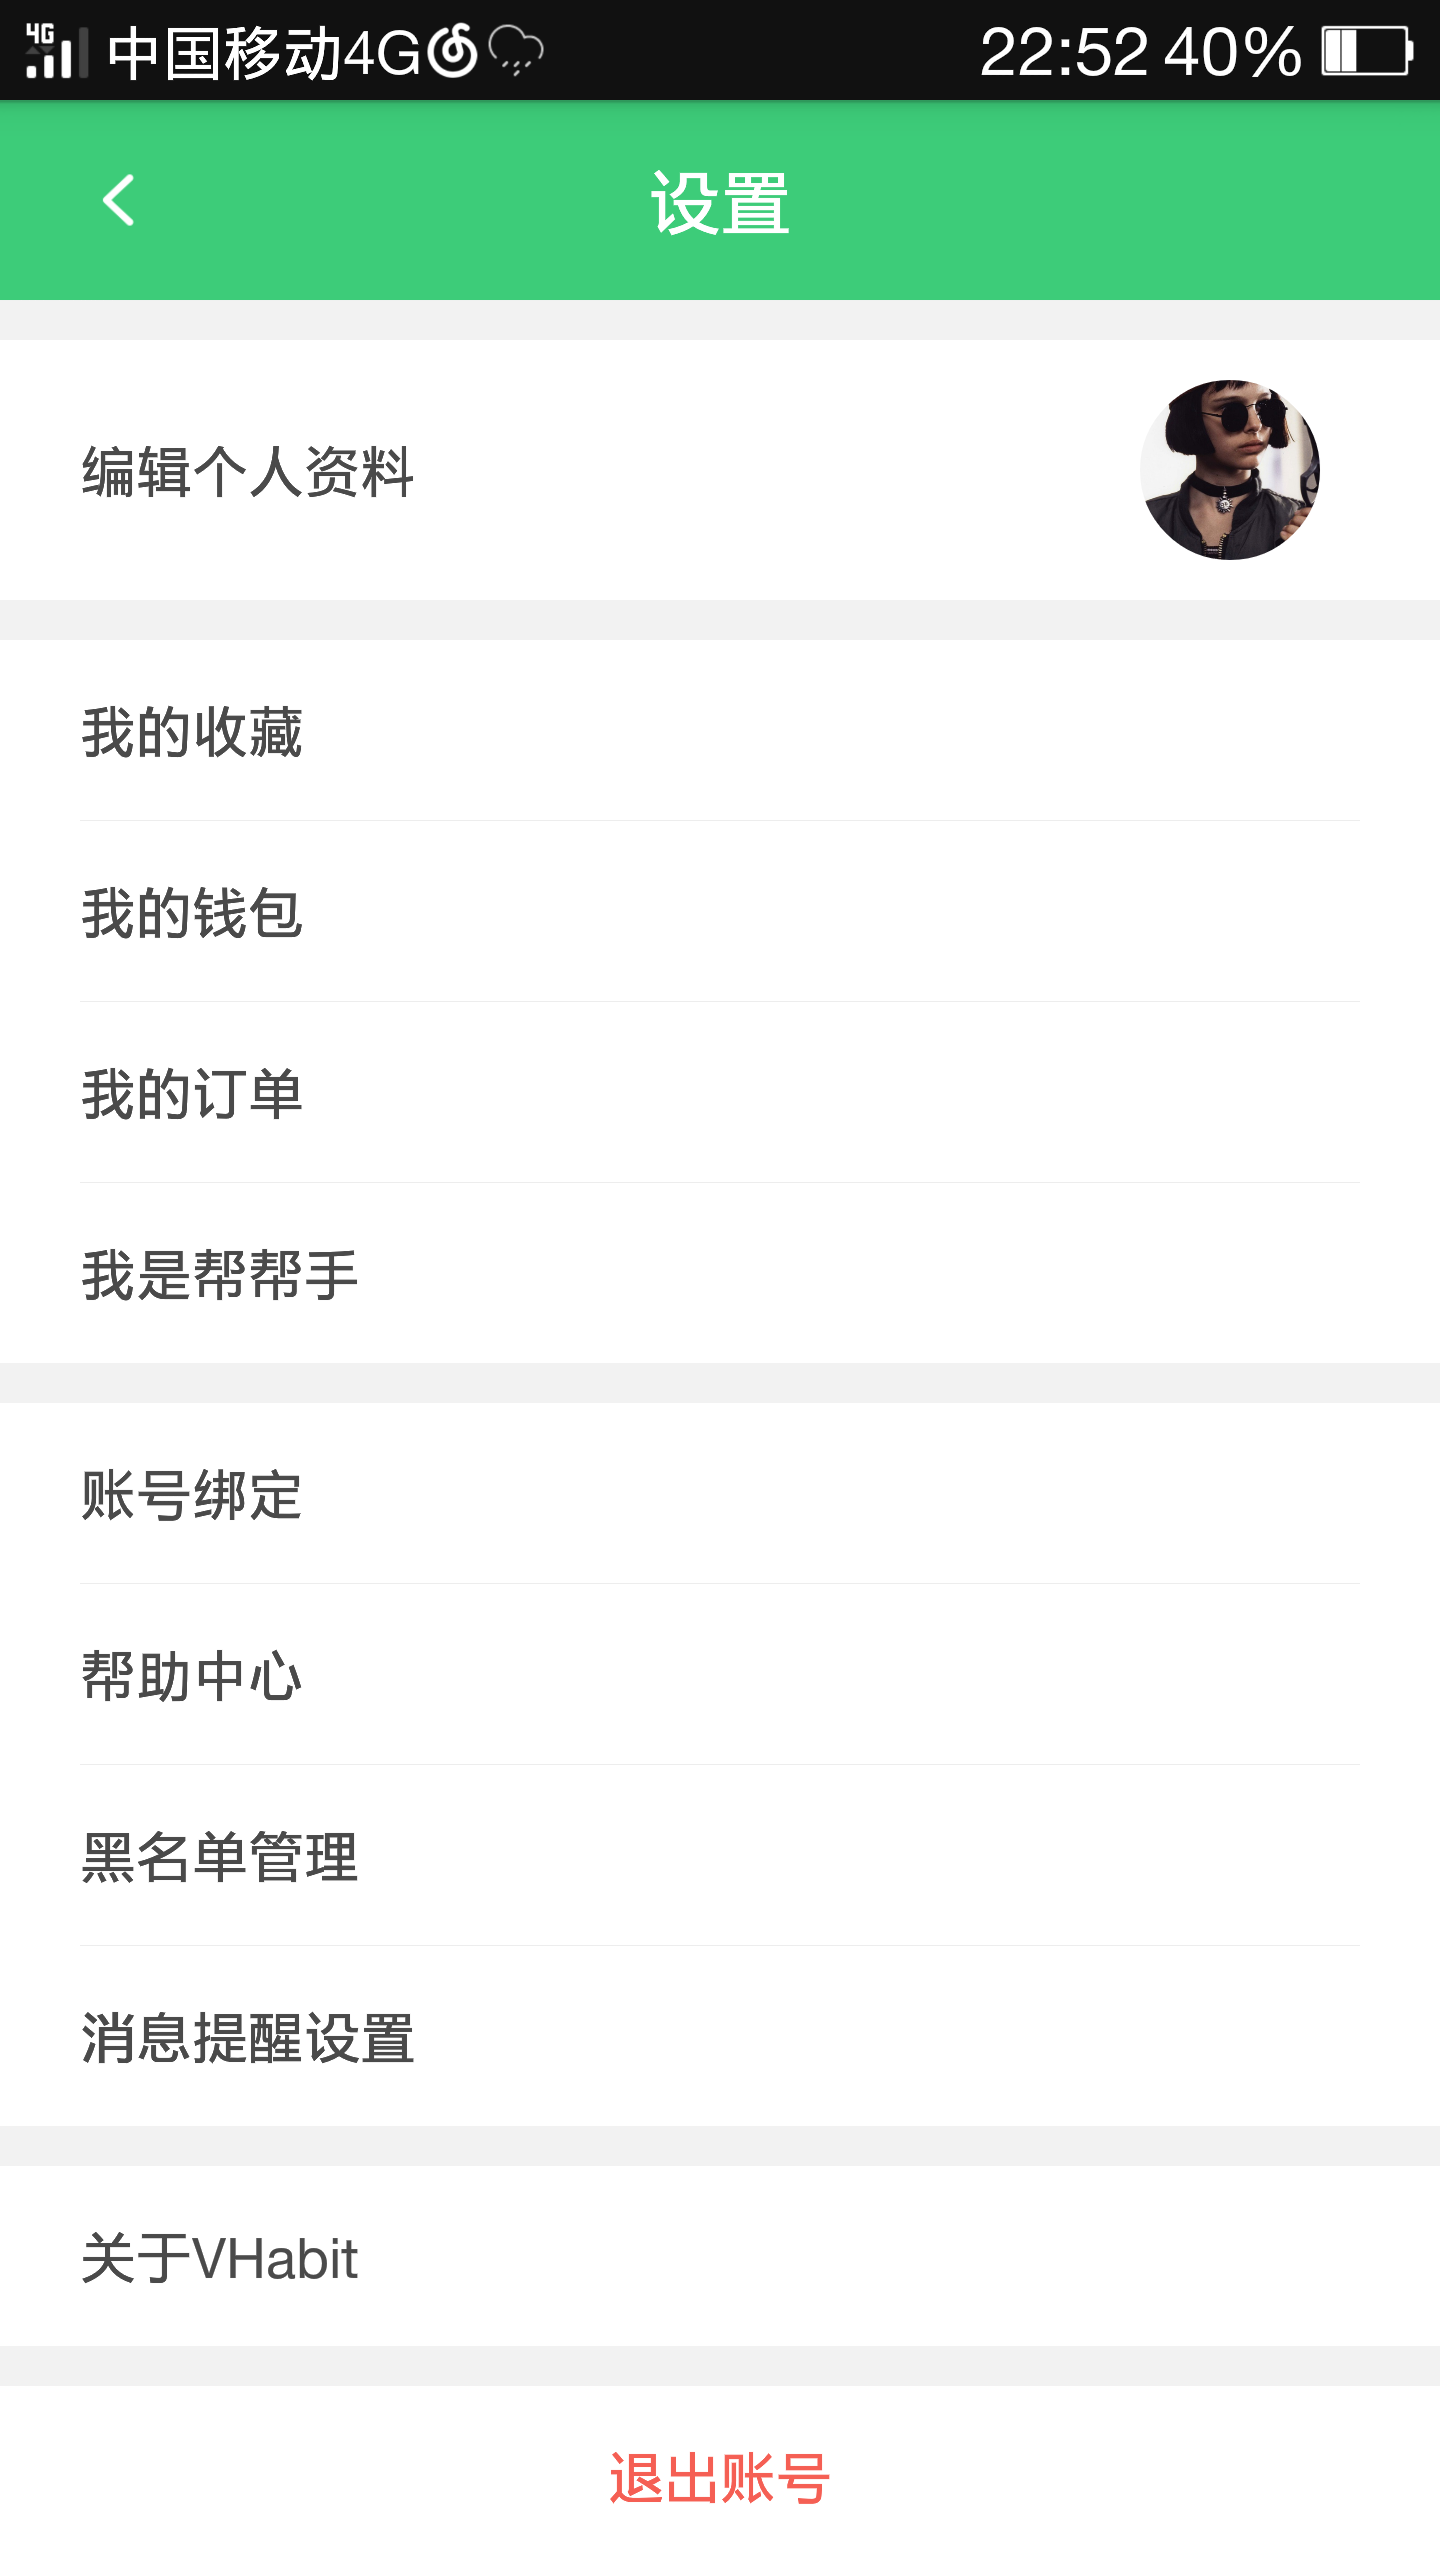 4G 中国移动4G 22:52 40%
设置
编辑个人资料
我的收藏
我的钱包
我的订单
我是帮帮手
账号绑定
帮助中心
黑名单管理
消息提醒设置
关于VHabit
退出账号